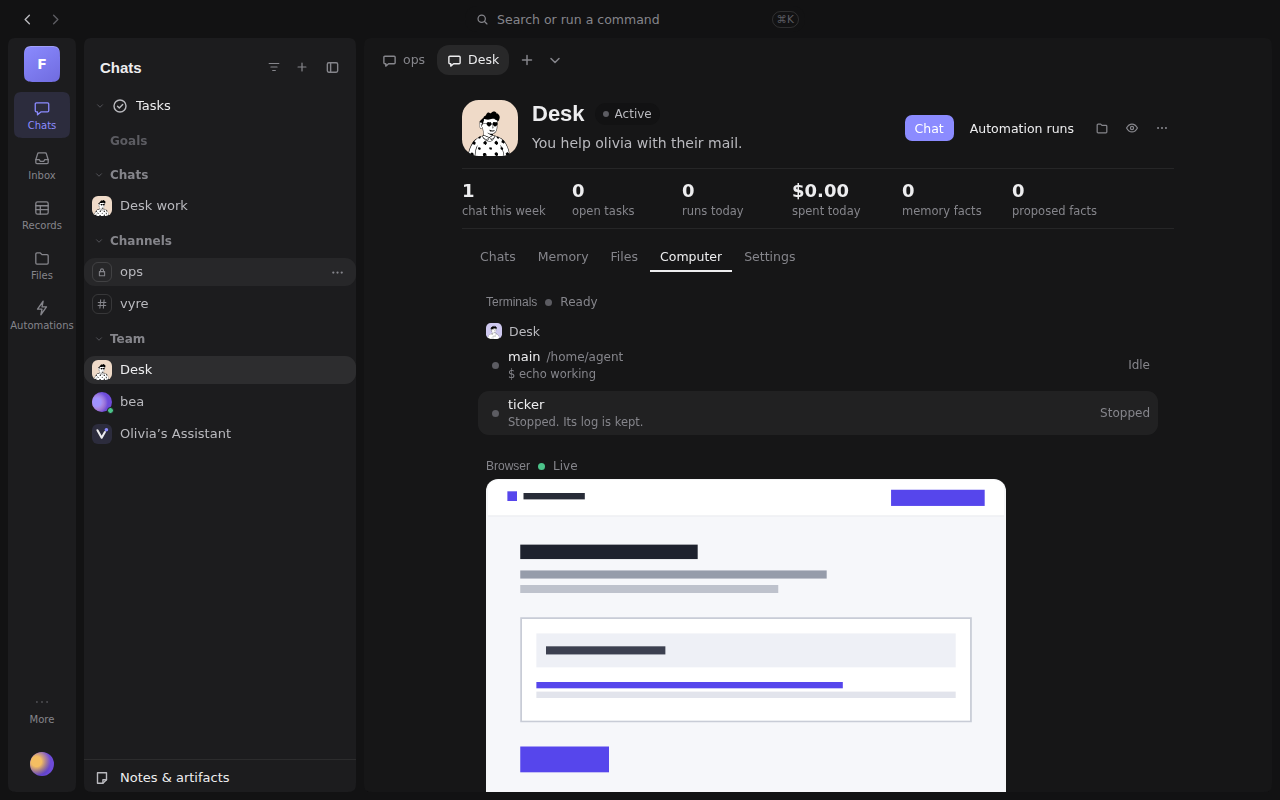 Search or run a command
⌘K
F
Chats
Inbox
Records
Files
Automations
More
Chats
Tasks
Goals
Chats
Desk work
Channels
ops
vyre
Team
Desk
bea
Olivia’s Assistant
Notes & artifacts
ops
Desk
Desk
Active
You help olivia with their mail.
Chat
Automation runs
1
chat this week
0
open tasks
0
runs today
$0.00
spent today
0
memory facts
0
proposed facts
Chats
Memory
Files
Computer
Settings
Terminals
Ready
Desk
main /home/agent
$ echo working
Idle
ticker
Stopped. Its log is kept.
Stopped
Browser
Live